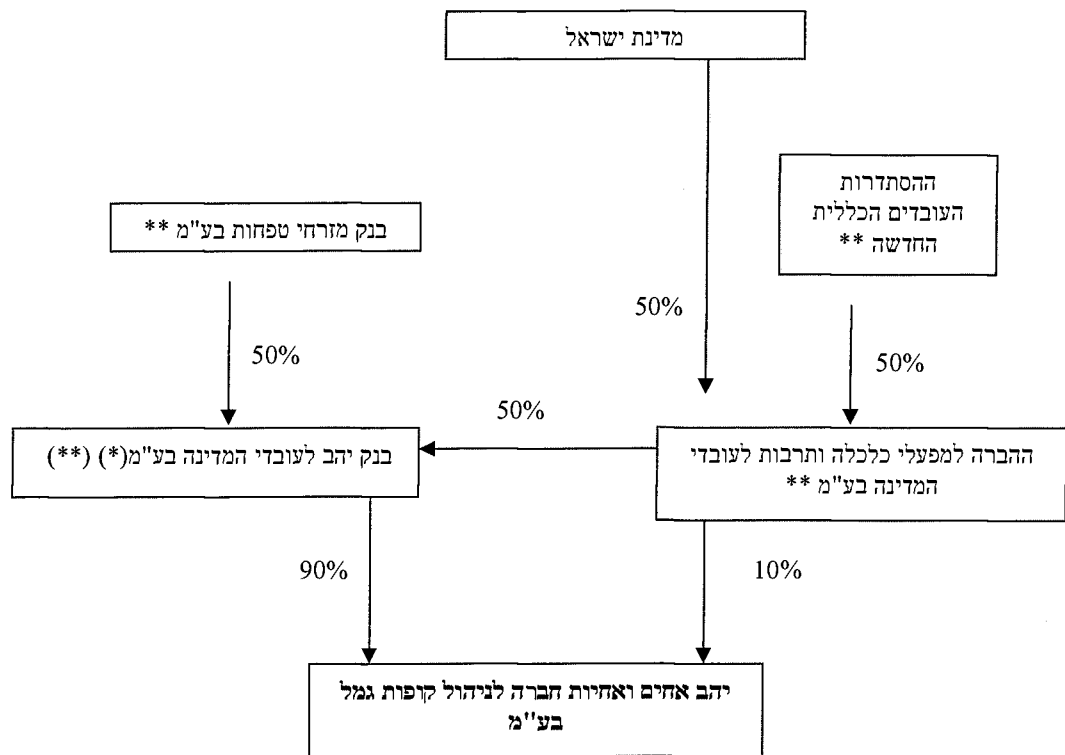 מדינת ישראל
ההסתדרות
העובדים הכללית
החדשה **
בנק מזרחי טפחות בע"מ **
50%
50%
50%
50%
בנק יהב לעובדי המדינה בע"מ(*) (**)
ההברה למפעלי כלכלה ותרבות לעובדי
המדינה בע"מ **
90%
10%
יהב אחים ואחיות חברה לניהול קופות גמל
בע"מ